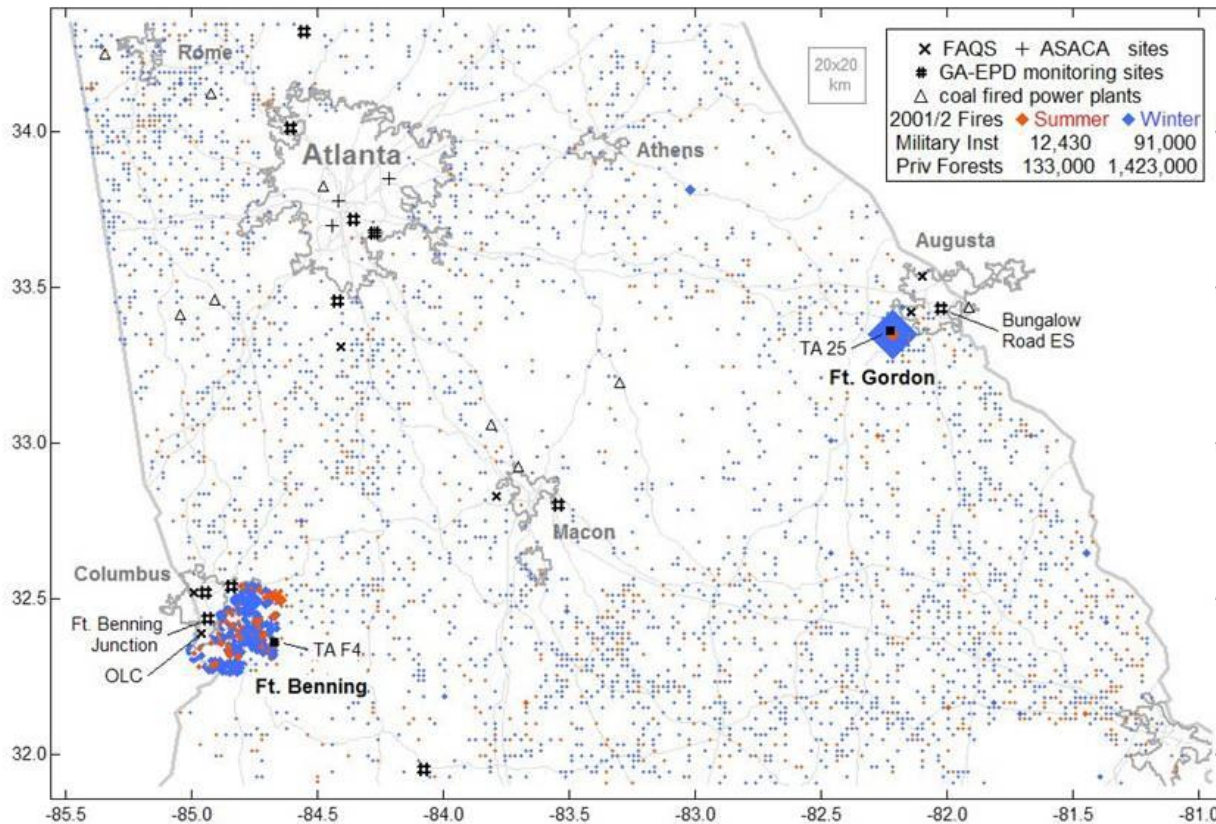 Rome
FAQS ASACA sites
GA-EPD monitoring sites
coal fired power plants
2001/2 Fires Summer Winter
Military Inst 12,430 91,000
Priv Forests 133,000 1,423,000
20x20
km
34.0
Atlanta
Athens
Augusta
33.5
Bungalow
Road ES
TA 25
Ft. Gordon
33.0
Macon
Columbus
32.5
Ft. Benning
Junction
TA F4
OLC
Ft. Benning
32.0
-85.5 -85.0 -84.5 -84.0 -83.5 -83.0 -82.5 -82.0 -81.5 -81.0